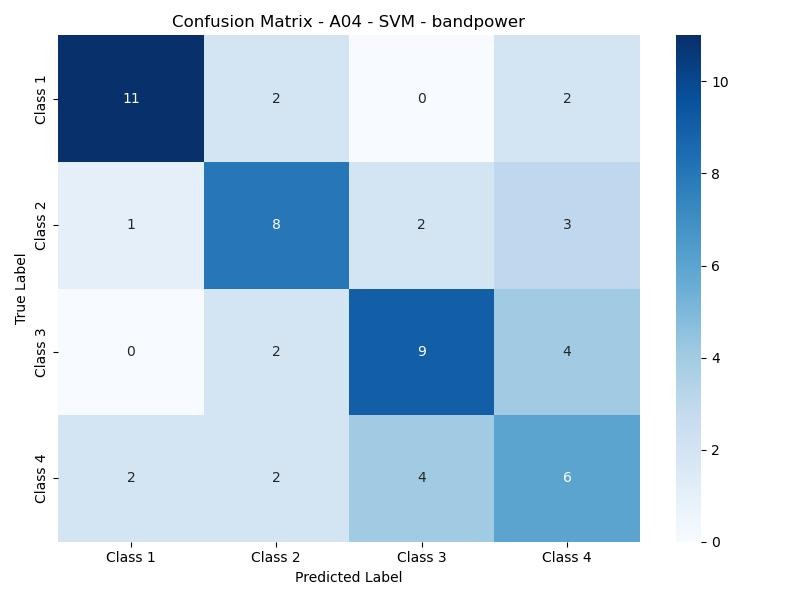 Confusion Matrix - A04 - SVM - bandpower
True Label
Class 1
11 2 0 2
Class 2
1 8 2 3
Class 3
0 2 9 4
Class 4
2 2 4 6
Class 1 Class 2 Class 3 Class 4
Predicted Label
10
8
6
4
2
0